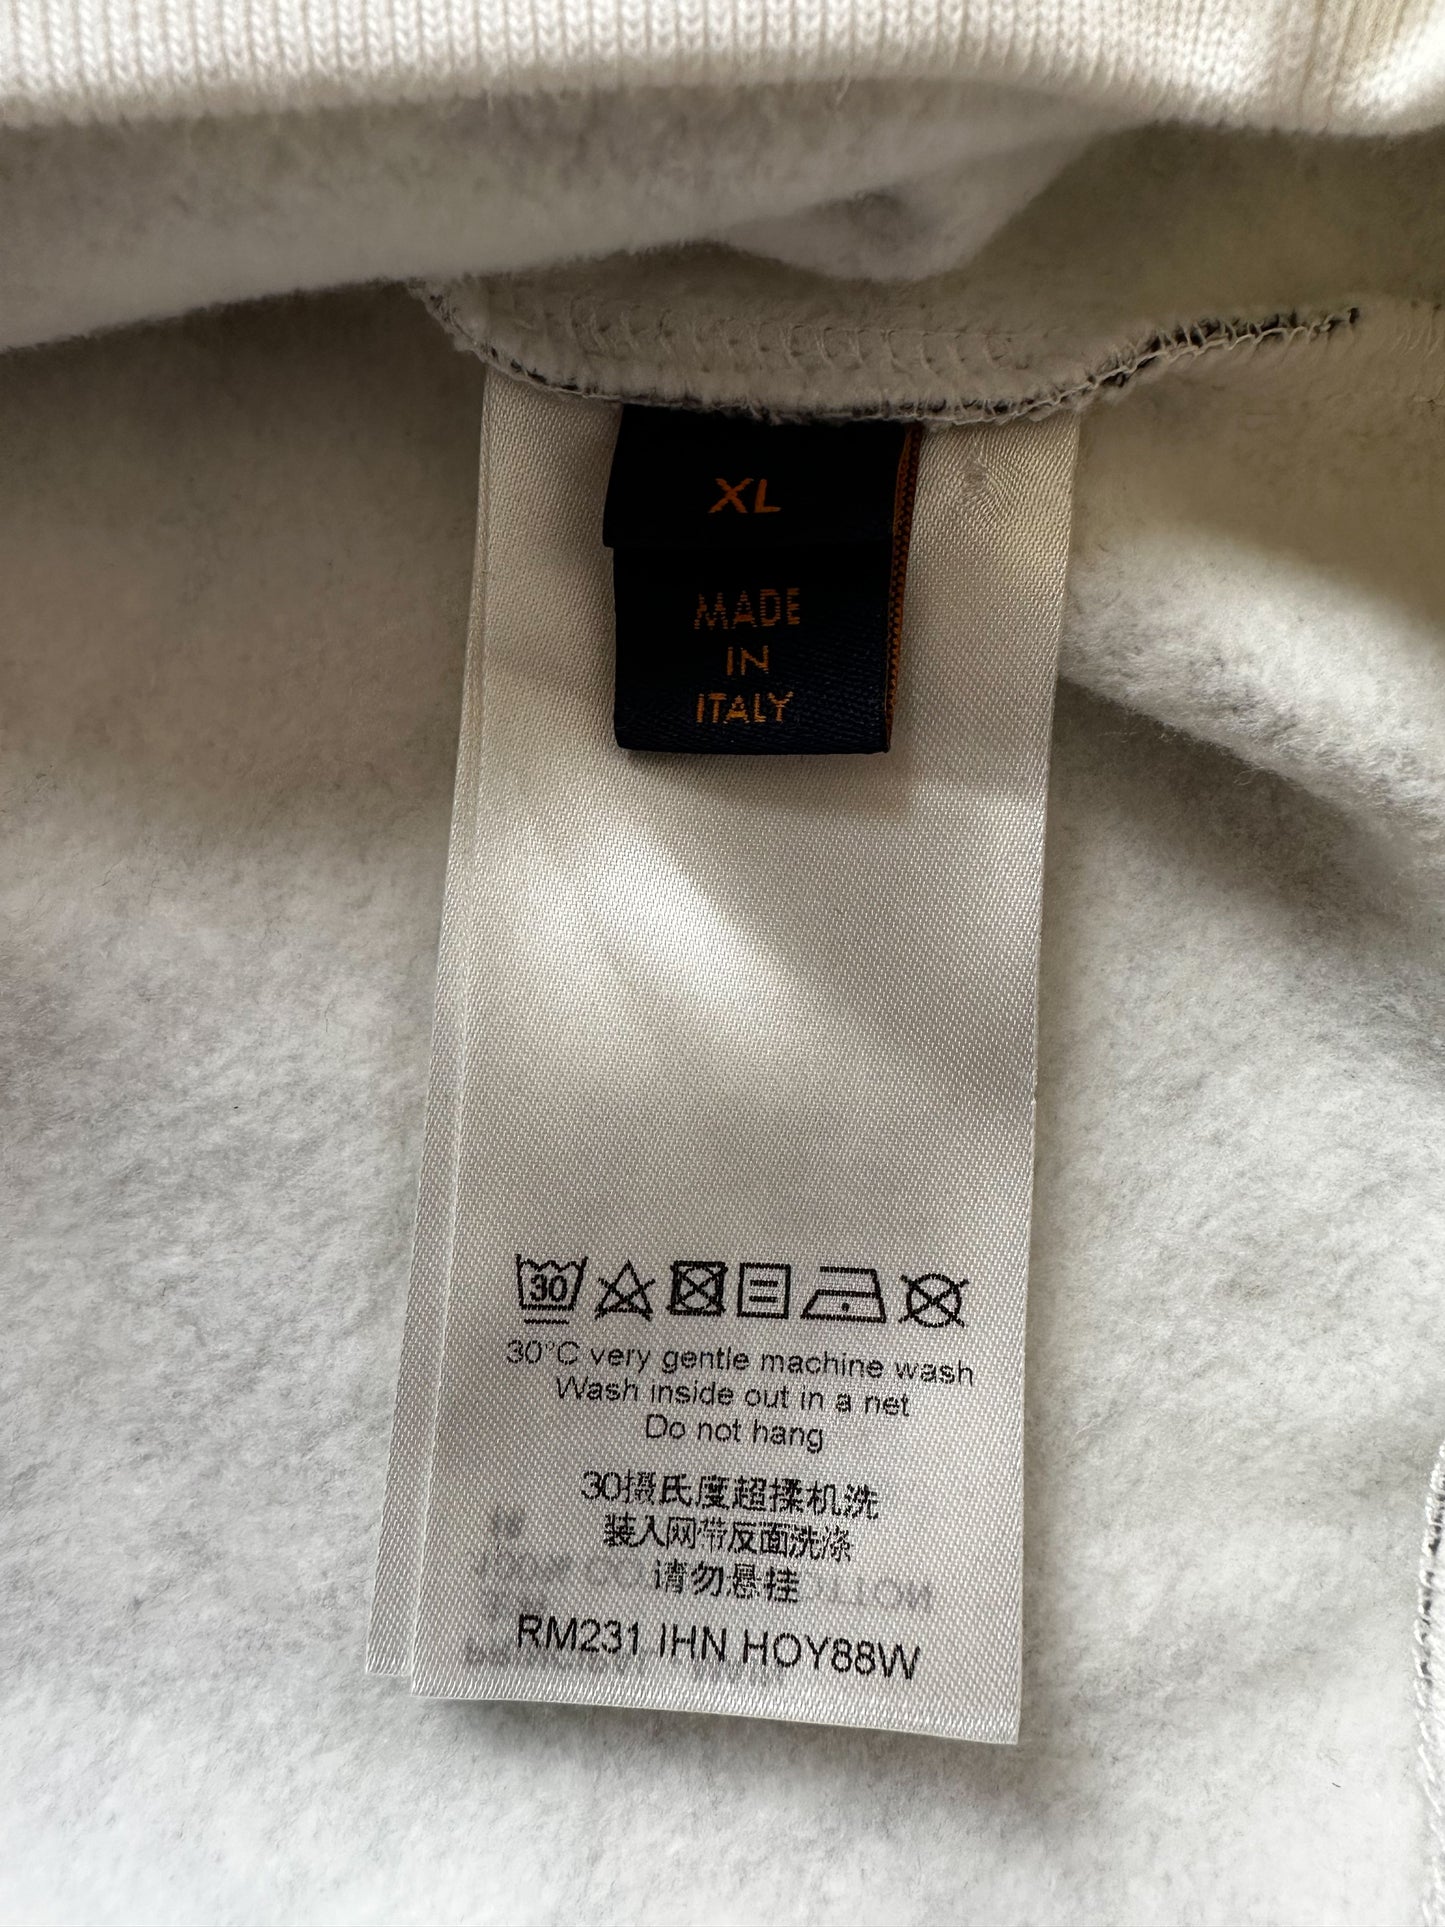 XL
MADE
IN
ITALY
30
30°C very gentle machine wash
Wash inside out in a net
Do not hang
30摄氏度超揉机洗
装入网带反面洗涤
请勿悬挂
RM231 IHN HOY88W